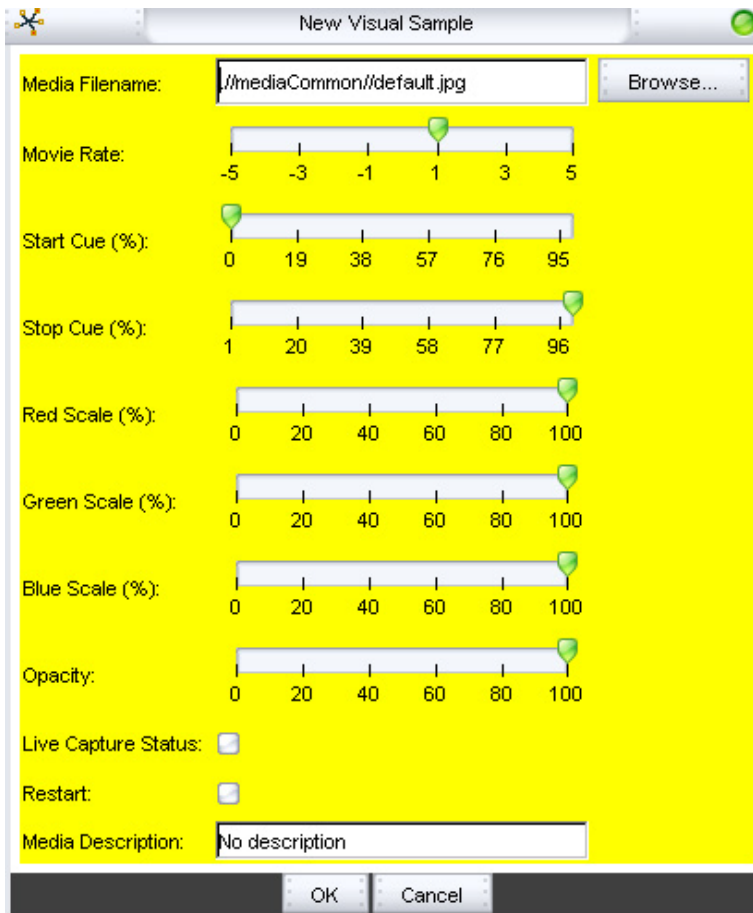 New Visual Sample
Media Filename: .//mediaCommon//default.jpg Browse...
Movie Rate:
-5 -3 -1 1 3 5
Start Cue (%):
0 19 38 57 76 95
Stop Cue (%):
1 20 39 58 77 96
Red Scale (%):
0 20 40 60 80 100
Green Scale (%):
0 20 40 60 80 100
Blue Scale (%):
0 20 40 60 80 100
Opacity:
0 20 40 60 80 100
Live Capture Status:
Restart:
Media Description: No description
OK Cancel